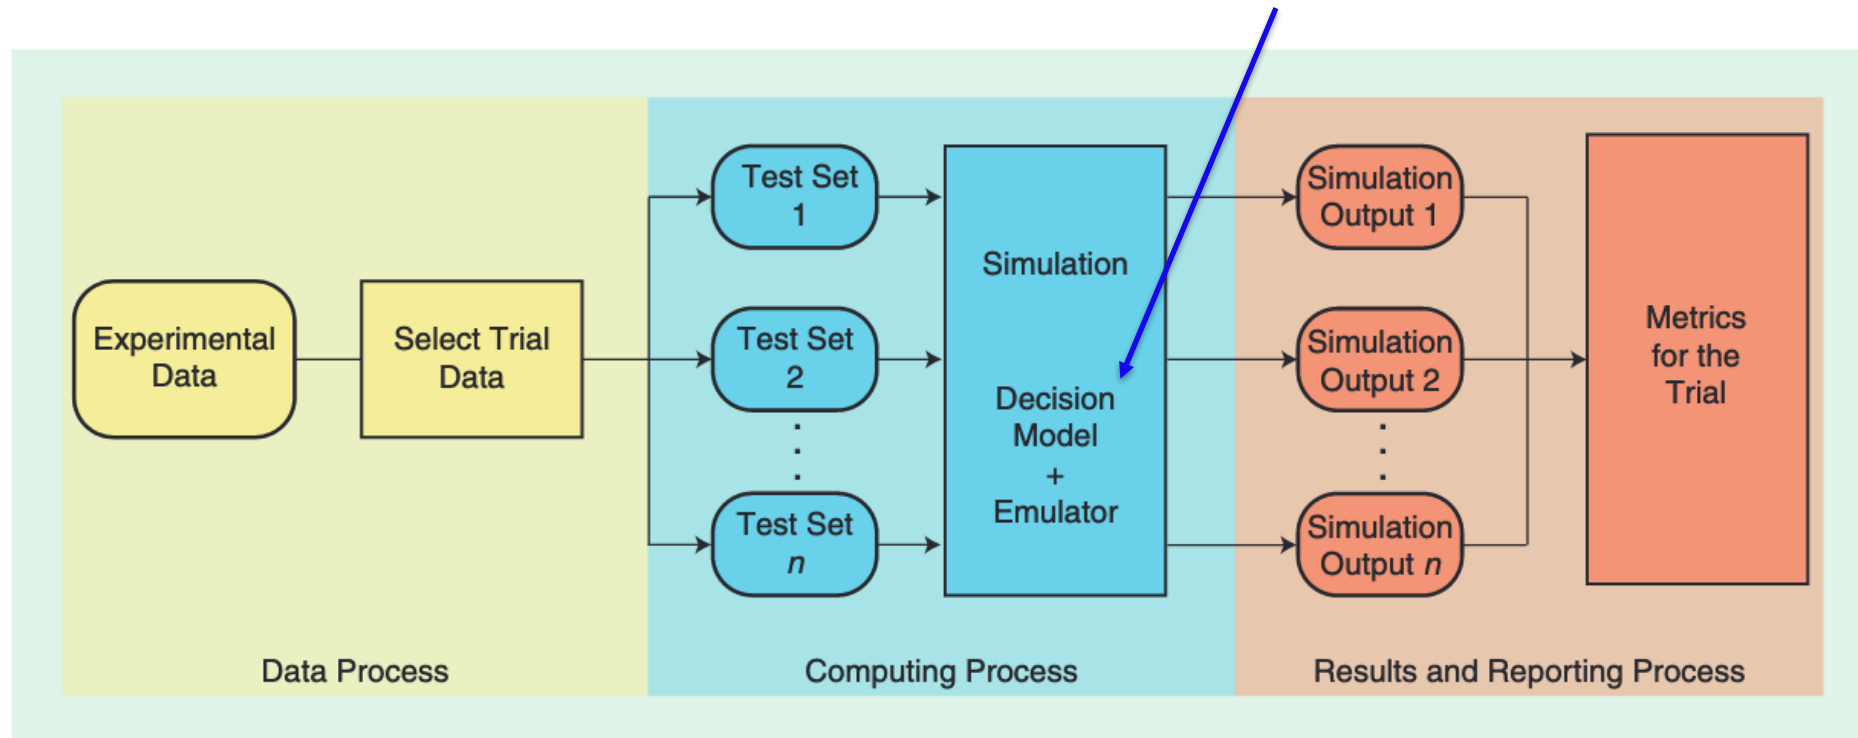 Experimental
Data
Select Trial
Data
Test Set
1
Test Set
2
Test Set
n
Simulation
Decision
Model
+
Emulator
Simulation
Output 1
Simulation
Output 2
Simulation
Output n
Metrics
for the
Trial
Data Process
Computing Process
Results and Reporting Process